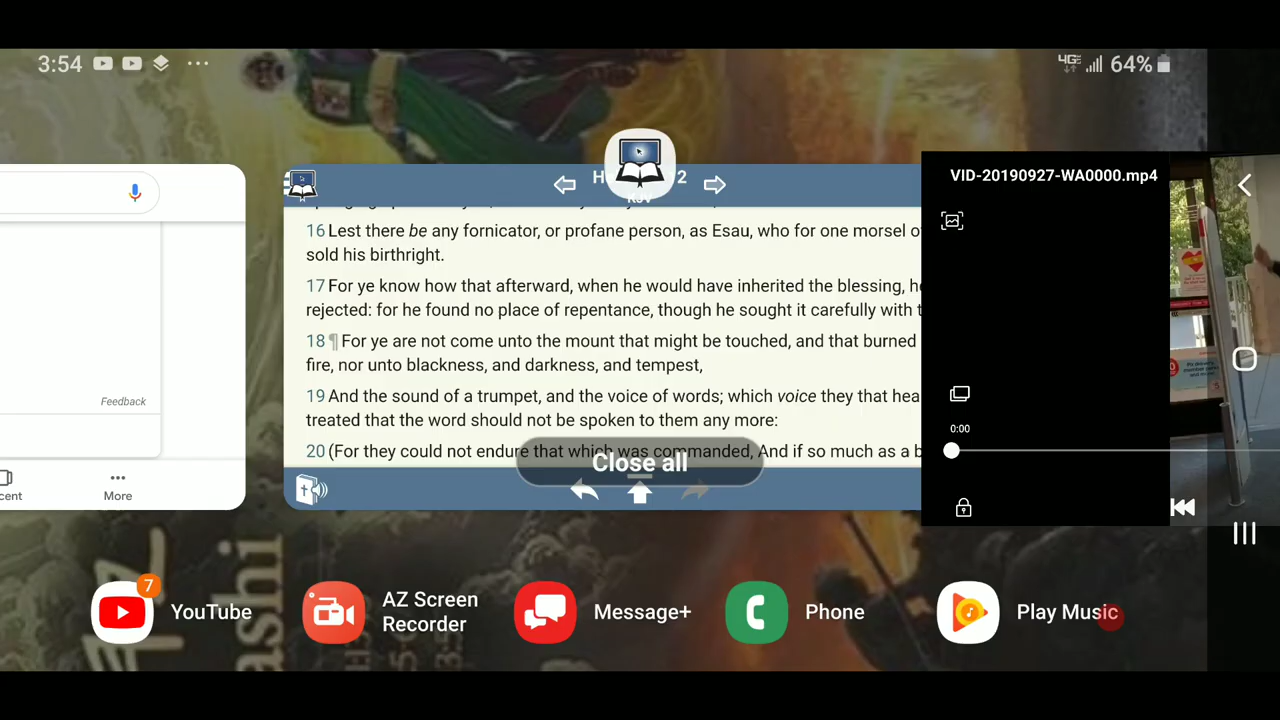 3:54
4G 64%
KJV
16 Lest there be any fornicator, or profane person, as Esau, who for one morsel
sold his birthright.
17 For ye know how that afterward, when he would have inherited the blessing,
rejected: for he found no place of repentance, though he sought it carefully with
18 ¶ For ye are not come unto the mount that might be touched, and that burned
fire, nor unto blackness, and darkness, and tempest,
19 And the sound of a trumpet, and the voice of words; which voice they that
treated that the word should not be spoken to them any more:
20 (For they could not endure that which was commanded, And if so much as a
Close all
Feedback
cent
More
VID-20190927-WA0000.mp4
0:00
7
YouTube
AZ Screen
Recorder
Message+
Phone
Play Music